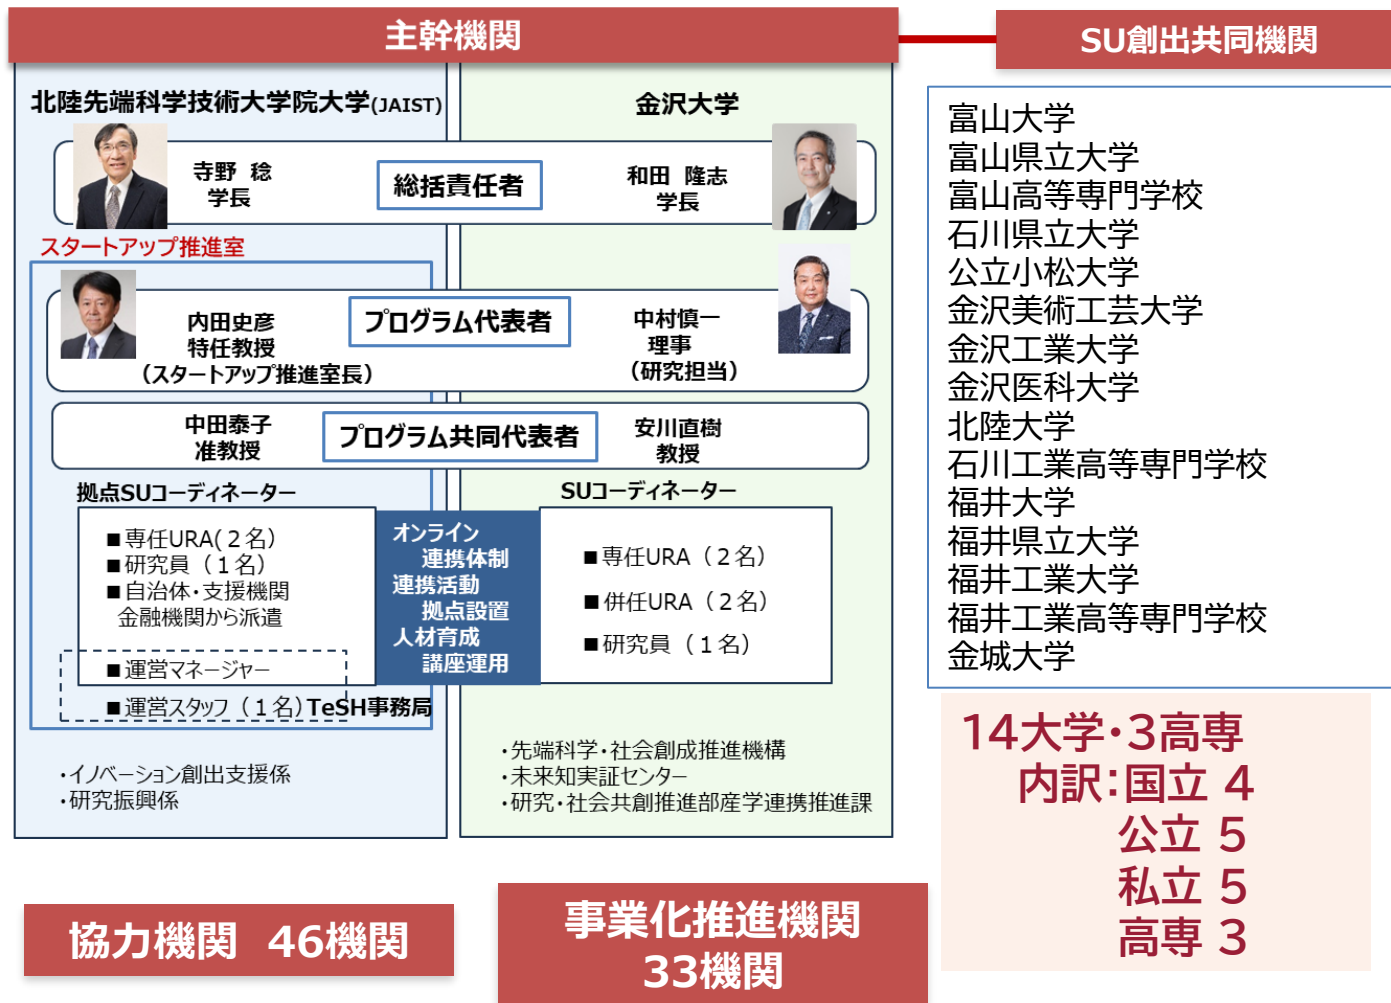 主幹機関
SU創出共同機関
北陸先端科学技術大学院大学(JAIST)
金沢大学
寺野 稔
学長
総括責任者
和田 隆志
学長
スタートアップ推進室
内田史彦
特任教授
（スタートアップ推進室長）
プログラム代表者
中村慎一
理事
（研究担当）
中田泰子
准教授
プログラム共同代表者
安川直樹
教授
拠点SUコーディネーター
■専任URA(２名)
■研究員（１名）
■自治体・支援機関
金融機関から派遣
■運営マネージャー
■運営スタッフ（１名）TeSH事務局
オンライン
連携体制
連携活動
拠点設置
人材育成
講座運用
SUコーディネーター
■専任URA（２名）
■併任URA（２名）
■研究員（１名）
・イノベーション創出支援係
・研究振興係
・先端科学・社会創成推進機構
・未来知実証センター
・研究・社会共創推進部産学連携推進課
富山大学
富山県立大学
富山高等専門学校
石川県立大学
公立小松大学
金沢美術工芸大学
金沢工業大学
金沢医科大学
北陸大学
石川工業高等専門学校
福井大学
福井県立大学
福井工業大学
福井工業高等専門学校
金城大学
14大学・3高専
内訳：国立 4
公立 5
私立 5
高専 3
協力機関 46機関
事業化推進機関
33機関